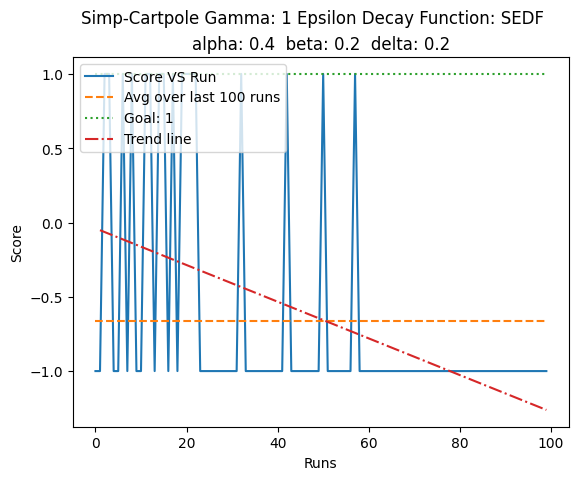 Simp-Cartpole Gamma: 1 Epsilon Decay Function: SEDF
alpha: 0.4  beta: 0.2  delta: 0.2
Score VS Run
Avg over last 100 runs
Goal: 1
Trend line
1.0
0.5
0.0
−0.5
−1.0
Score
0 20 40 60 80 100
Runs